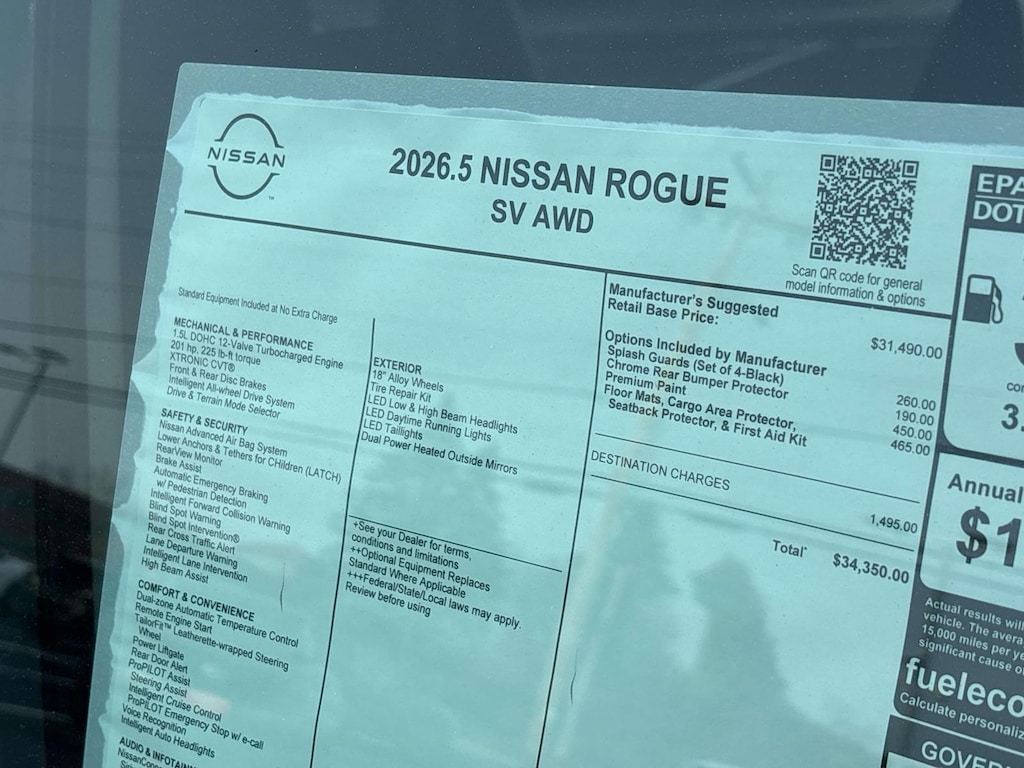 NISSAN
2026.5 NISSAN ROGUE
SV AWD
Scan QR code for general
model information & options
Standard Equipment Included at No Extra Charge
MECHANICAL & PERFORMANCE
1.5L DOHC 12-Valve Turbocharged Engine
201 hp, 225 lb-ft torque
XTRONIC CVT®
Front & Rear Disc Brakes
Intelligent All-wheel Drive System
Drive & Terrain Mode Selector
SAFETY & SECURITY
Nissan Advanced Air Bag System
Lower Anchors & Tethers for CHildren (LATCH)
RearView Monitor
Brake Assist
Automatic Emergency Braking
w/ Pedestrian Detection
Intelligent Forward Collision Warning
Blind Spot Warning
Blind Spot Intervention®
Rear Cross Traffic Alert
Lane Departure Warning
Intelligent Lane Intervention
High Beam Assist
COMFORT & CONVENIENCE
Dual-zone Automatic Temperature Control
Remote Engine Start
TailorFit™ Leatherette-wrapped Steering
Wheel
Power Liftgate
Rear Door Alert
ProPILOT Assist
Steering Assist
Intelligent Cruise Control
ProPILOT Emergency Stop w/ e-call
Voice Recognition
Intelligent Auto Headlights
AUDIO & INFOTAINM
EXTERIOR
18" Alloy Wheels
Tire Repair Kit
LED Low & High Beam Headlights
LED Daytime Running Lights
LED Taillights
Dual Power Heated Outside Mirrors
+See your Dealer for terms,
conditions and limitations
++Optional Equipment Replaces
Standard Where Applicable
+++Federal/State/Local laws may apply.
Review before using
Manufacturer's Suggested
Retail Base Price: $31,490.00
Options Included by Manufacturer
Splash Guards (Set of 4-Black) 260.00
Chrome Rear Bumper Protector 190.00
Premium Paint 450.00
Floor Mats, Cargo Area Protector, 465.00
Seatback Protector, & First Aid Kit
DESTINATION CHARGES 1,495.00
Total* $34,350.00
EPA
DOT
3.
Annual
$1
Actual results will
vehicle. The avera
15,000 miles per ye
significant cause o
fueleco
Calculate personaliz
GOVER